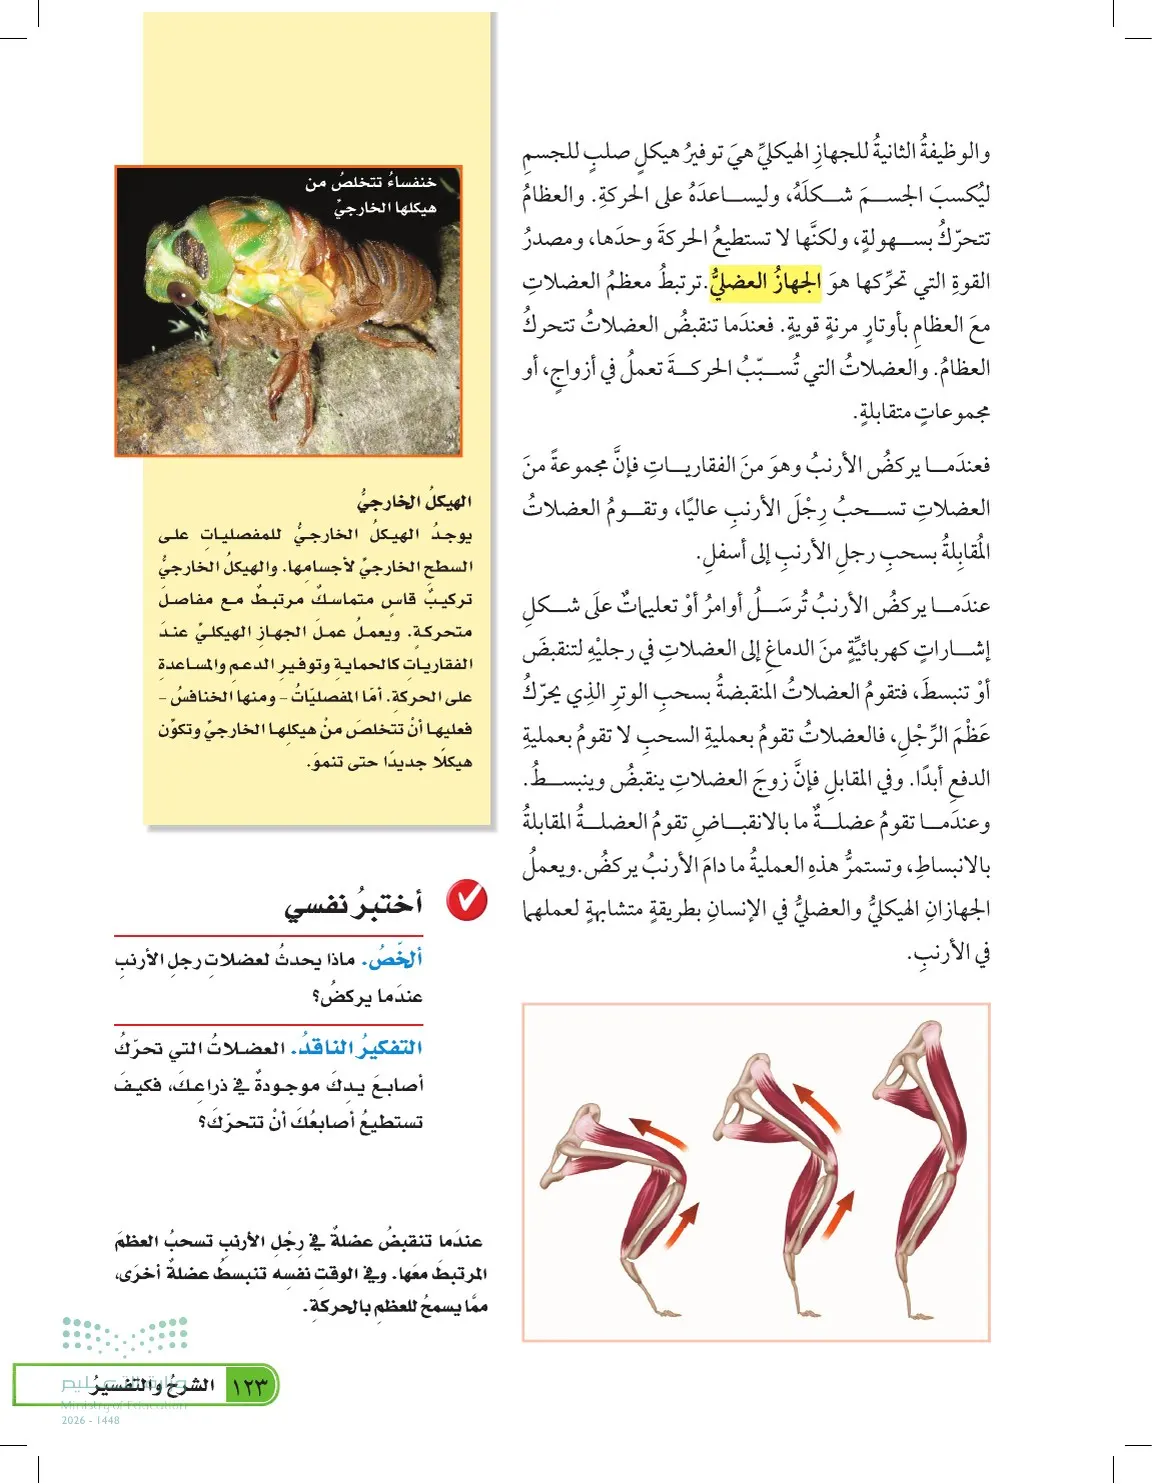 والوظيفةُ الثانيةُ للجهازِ الهيكليِّ هيَ توفيرُ هيكلٍ صلبٍ للجسمِ
ليُكسبَ الجسمَ شكلَهُ، وليساعدَهُ على الحركةِ. والعظامُ
تتحرّكُ بسهولةٍ، ولكنَّها لا تستطيعُ الحركةَ وحدَها، ومصدرُ
القوةِ التي تحرِّكها هوَ الجهازُ العضليُّ.ترتبطُ معظمُ العضلاتِ
معَ العظامِ بأوتارٍ مرنةٍ قويةٍ. فعندَما تنقبضُ العضلاتُ تتحركُ
العظامُ. والعضلاتُ التي تُسبّبُ الحركةَ تعملُ في أزواجٍ، أو
مجموعاتٍ متقابلةٍ.
فعندَما يركضُ الأرنبُ وهوَ منَ الفقارياتِ فإنَّ مجموعةً منَ
العضلاتِ تسحبُ رِجْلَ الأرنبِ عاليًا، وتقومُ العضلاتُ
المُقابِلةُ بسحبِ رجلِ الأرنبِ إلى أسفلِ.
عندَما يركضُ الأرنبُ تُرسَلُ أوامرُ أوْ تعليماتٌ علَى شكلِ
إشاراتٍ كهربائيِّةٍ منَ الدماغِ إلى العضلاتِ في رجليْهِ لتنقبضَ
أوْ تنبسطَ، فتقومُ العضلاتُ المنقبضةُ بسحبِ الوترِ الذِي يحرّكُ
عَظْمَ الرِّجْلِ، فالعضلاتُ تقومُ بعمليةِ السحبِ لا تقومُ بعمليةِ
الدفعِ أبدًا. وفي المقابلِ فإنَّ زوجَ العضلاتِ ينقبضُ وينبسطُ.
وعندَما تقومُ عضلةٌ ما بالانقباضِ تقومُ العضلةُ المقابلةُ
بالانبساطِ، وتستمرُّ هذهِ العمليةُ ما دامَ الأرنبُ يركضُ.ويعملُ
الجهازانِ الهيكليُّ والعضليُّ في الإنسانِ بطريقةٍ متشابهةٍ لعملهما
في الأرنبِ.
خنفساءُ تتخلصُ من
هيكلها الخارجيِّ
الهيكلُ الخارجيُّ
يوجدُ الهيكلُ الخارجيُّ للمفصلياتِ على
السطحِ الخارجيِّ لأجسامِها. والهيكلُ الخارجيُّ
تركيبٌ قاسٍ متماسكٌ مرتبطٌ مع مفاصلَ
متحركةٍ. ويعملُ عملَ الجهازِ الهيكليِّ عندَ
الفقارياتِ كالحمايةِ وتوفيرِ الدعمِ والمساعدةِ
على الحركةِ. أمَا المفصليّاتُ - ومنها الخنافسُ -
فعليها أنْ تتخلصَ منْ هيكلِها الخارجيِّ وتكوِّن
هيكلًا جديدًا حتى تنموَ.
أختبرُ نفسي
ألخّصُ. ماذا يحدثُ لعضلاتِ رجلِ الأرنبِ
عندَما يركضُ؟
التفكيرُ الناقدُ. العضلاتُ التي تحرّكُ
أصابعَ يدِكَ موجودةٌ في ذراعِكَ، فكيفَ
تستطيعُ أصابعُكَ أنْ تتحرّكَ؟
عندَما تنقبضُ عضلةٌ في رِجْلِ الأرنبِ تسحبُ العظمَ
المرتبطَ معَها. وفي الوقتِ نفسِه تنبسطُ عضلةٌ أخرَى،
ممَّا يسمحُ للعظمِ بالحركةِ.
١٢٣ الشرحُ والتفسيرُ
وزارة التعليم
Ministry of Education
2026 - 1448